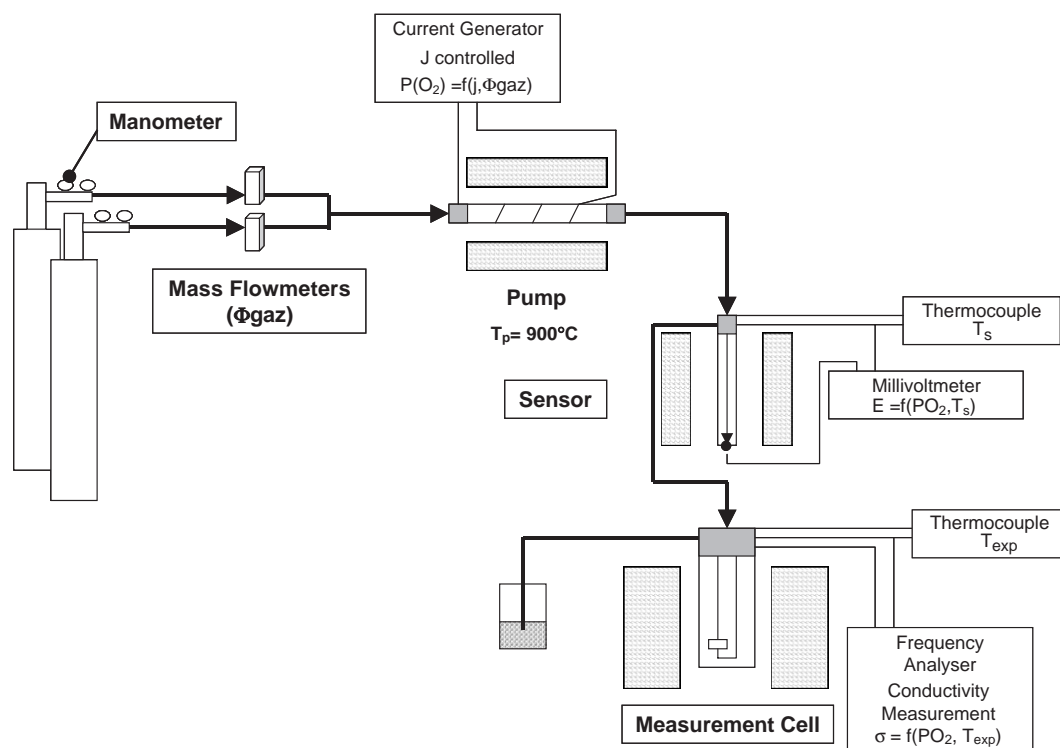 Current Generator
J controlled
P(O₂) =f(j,Φgaz)
Manometer
Mass Flowmeters
(Φgaz)
Pump
Tₚ= 900°C
Thermocouple
Tₛ
Sensor
Millivoltmeter
E =f(PO₂,Tₛ)
Thermocouple
Tₑₓₚ
Frequency
Analyser
Conductivity
Measurement
σ = f(PO₂, Tₑₓₚ)
Measurement Cell